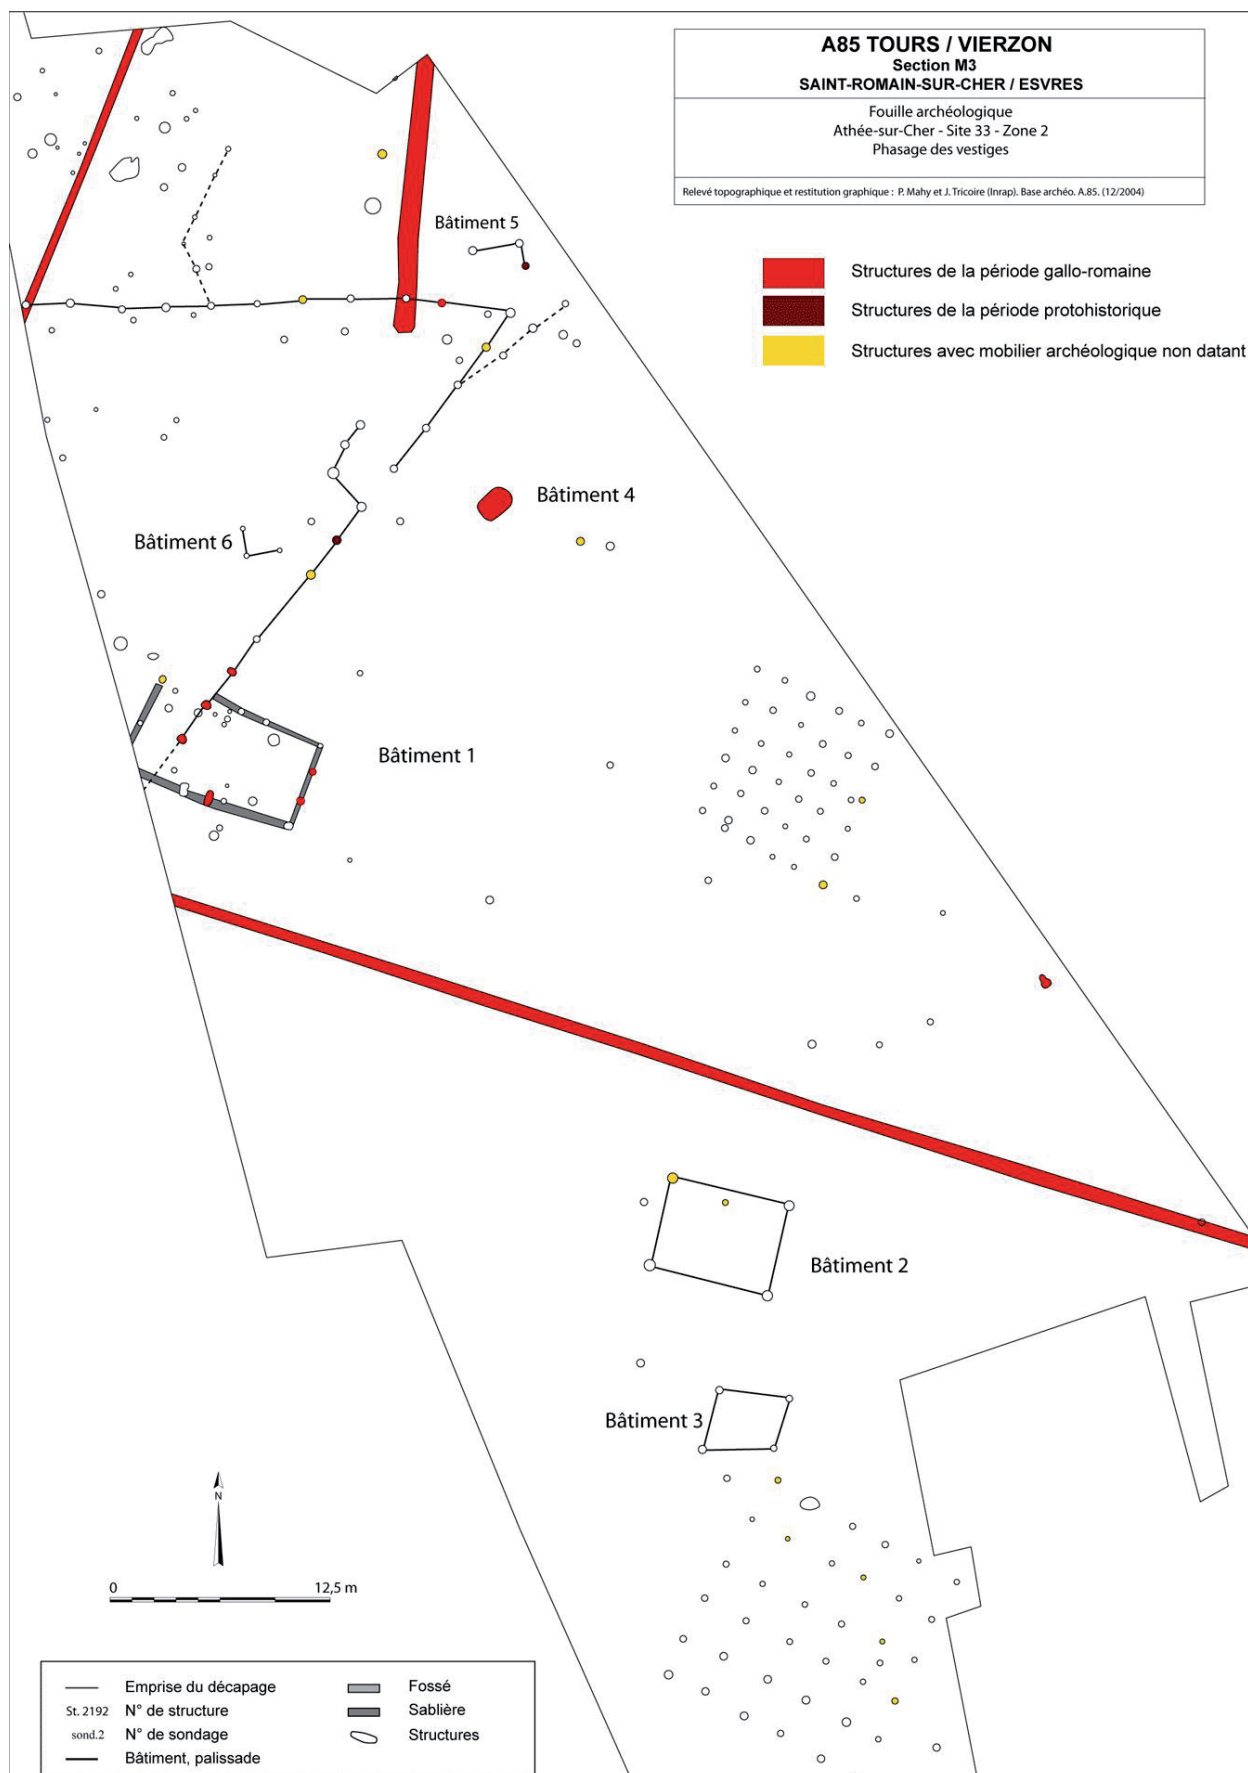 A85 TOURS / VIERZON
Section M3
SAINT-ROMAIN-SUR-CHER / ESVRES
Fouille archéologique
Athée-sur-Cher - Site 33 - Zone 2
Phasage des vestiges
Relevé topographique et restitution graphique : P. Mahy et J. Tricoire (Inrap). Base archéo. A.85. (12/2004)
Structures de la période gallo-romaine
Structures de la période protohistorique
Structures avec mobilier archéologique non datant
Bâtiment 5
Bâtiment 4
Bâtiment 6
Bâtiment 1
Bâtiment 2
Bâtiment 3
N
0 12,5 m
Emprise du décapage
St. 2192 N° de structure
sond.2 N° de sondage
Bâtiment, palissade
Fossé
Sablière
Structures